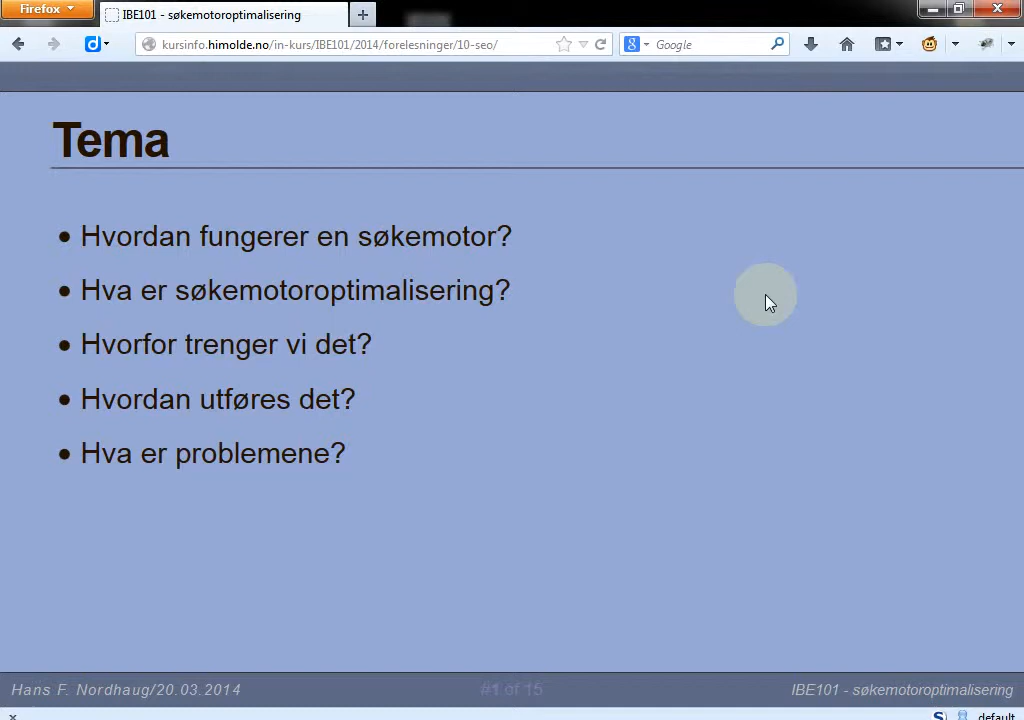 Firefox
IBE101 - søkemotoroptimalisering
kursinfo.himolde.no/in-kurs/IBE101/2014/forelesninger/10-seo/
Google
Tema
• Hvordan fungerer en søkemotor?
• Hva er søkemotoroptimalisering?
• Hvorfor trenger vi det?
• Hvordan utføres det?
• Hva er problemene?
Hans F. Nordhaug/20.03.2014
#1 of 15
IBE101 - søkemotoroptimalisering
default